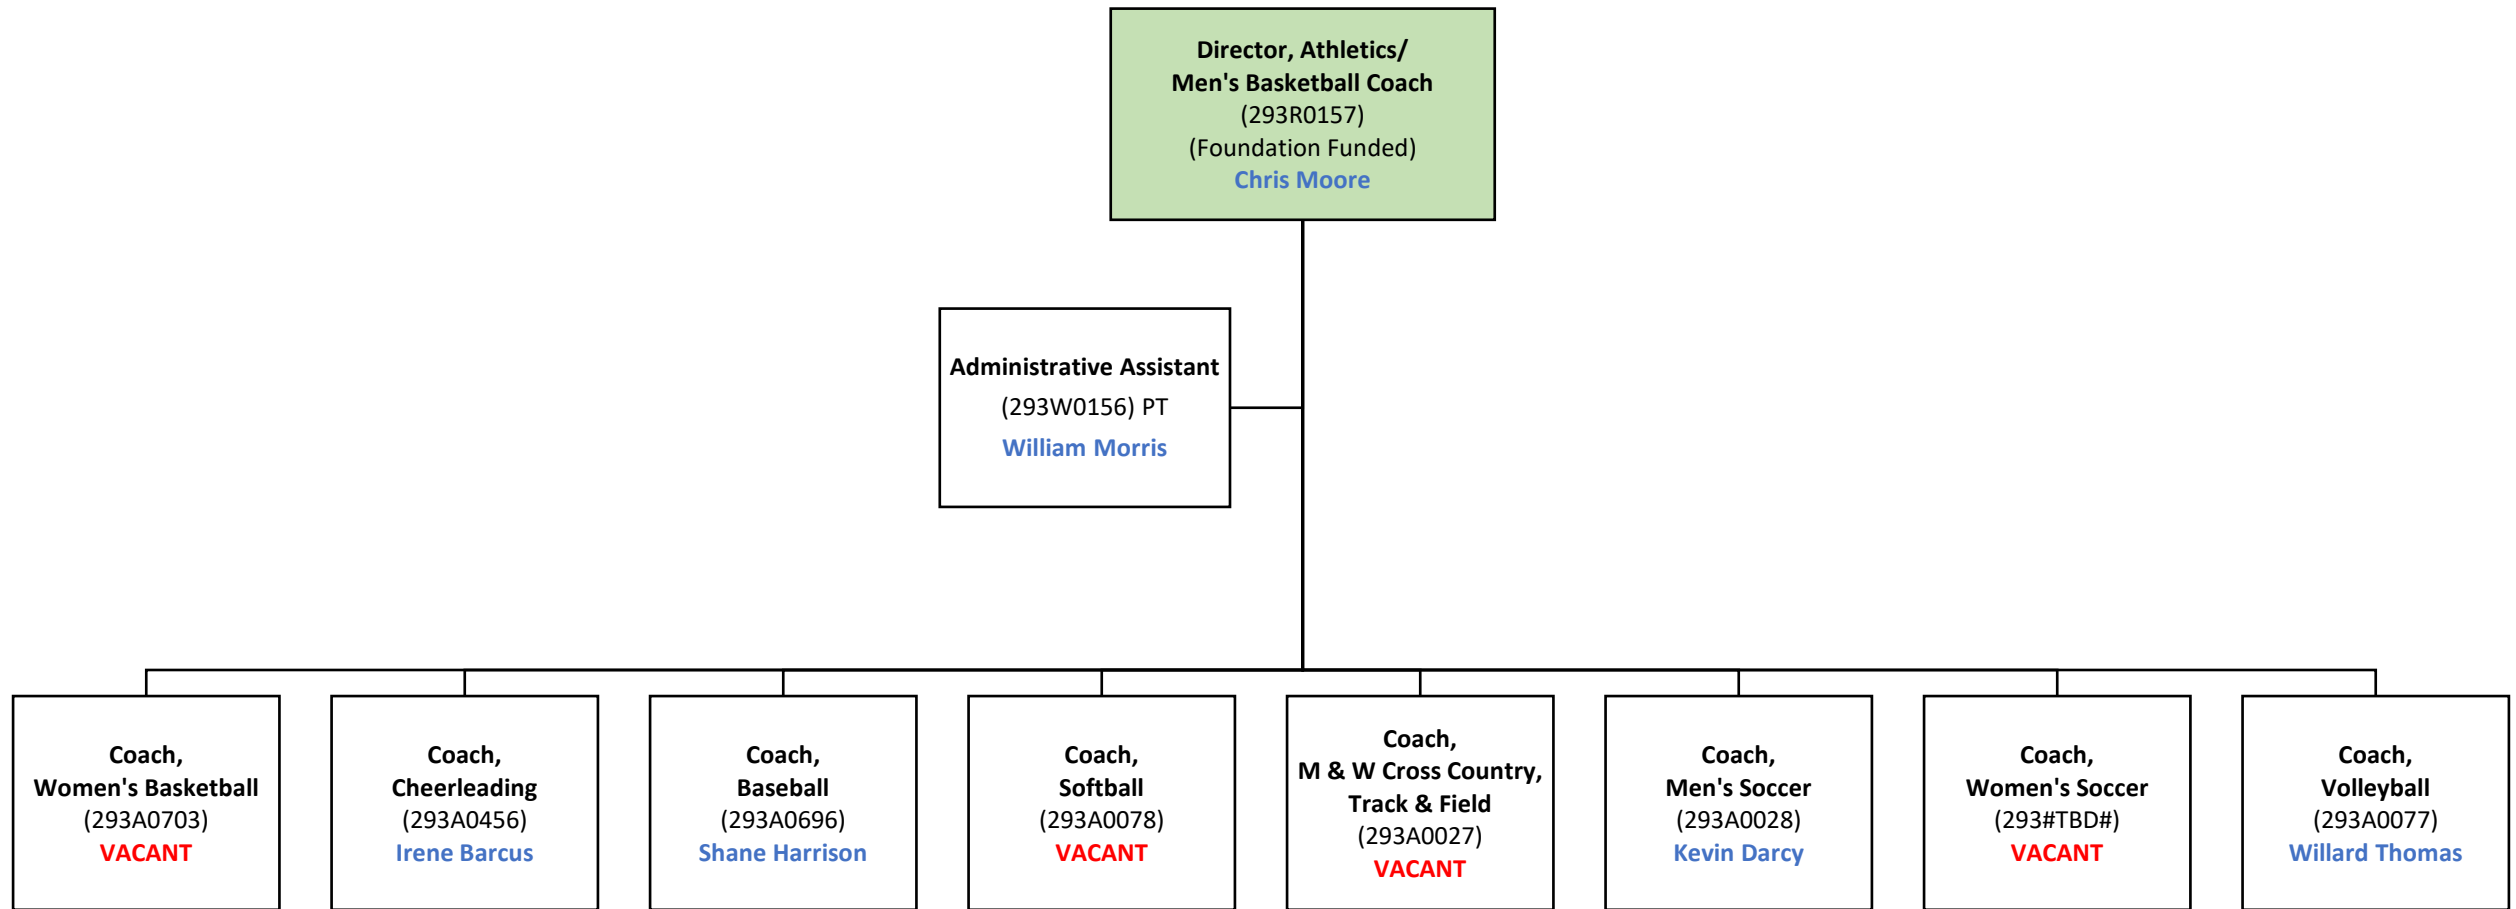 Director, Athletics/
Men's Basketball Coach
(293R0157)
(Foundation Funded)
Chris Moore
Administrative Assistant
(293W0156) PT
William Morris
Coach,
Women's Basketball
(293A0703)
VACANT
Coach,
Cheerleading
(293A0456)
Irene Barcus
Coach,
Baseball
(293A0696)
Shane Harrison
Coach,
Softball
(293A0078)
VACANT
Coach,
M & W Cross Country,
Track & Field
(293A0027)
VACANT
Coach,
Men's Soccer
(293A0028)
Kevin Darcy
Coach,
Women's Soccer
(293#TBD#)
VACANT
Coach,
Volleyball
(293A0077)
Willard Thomas